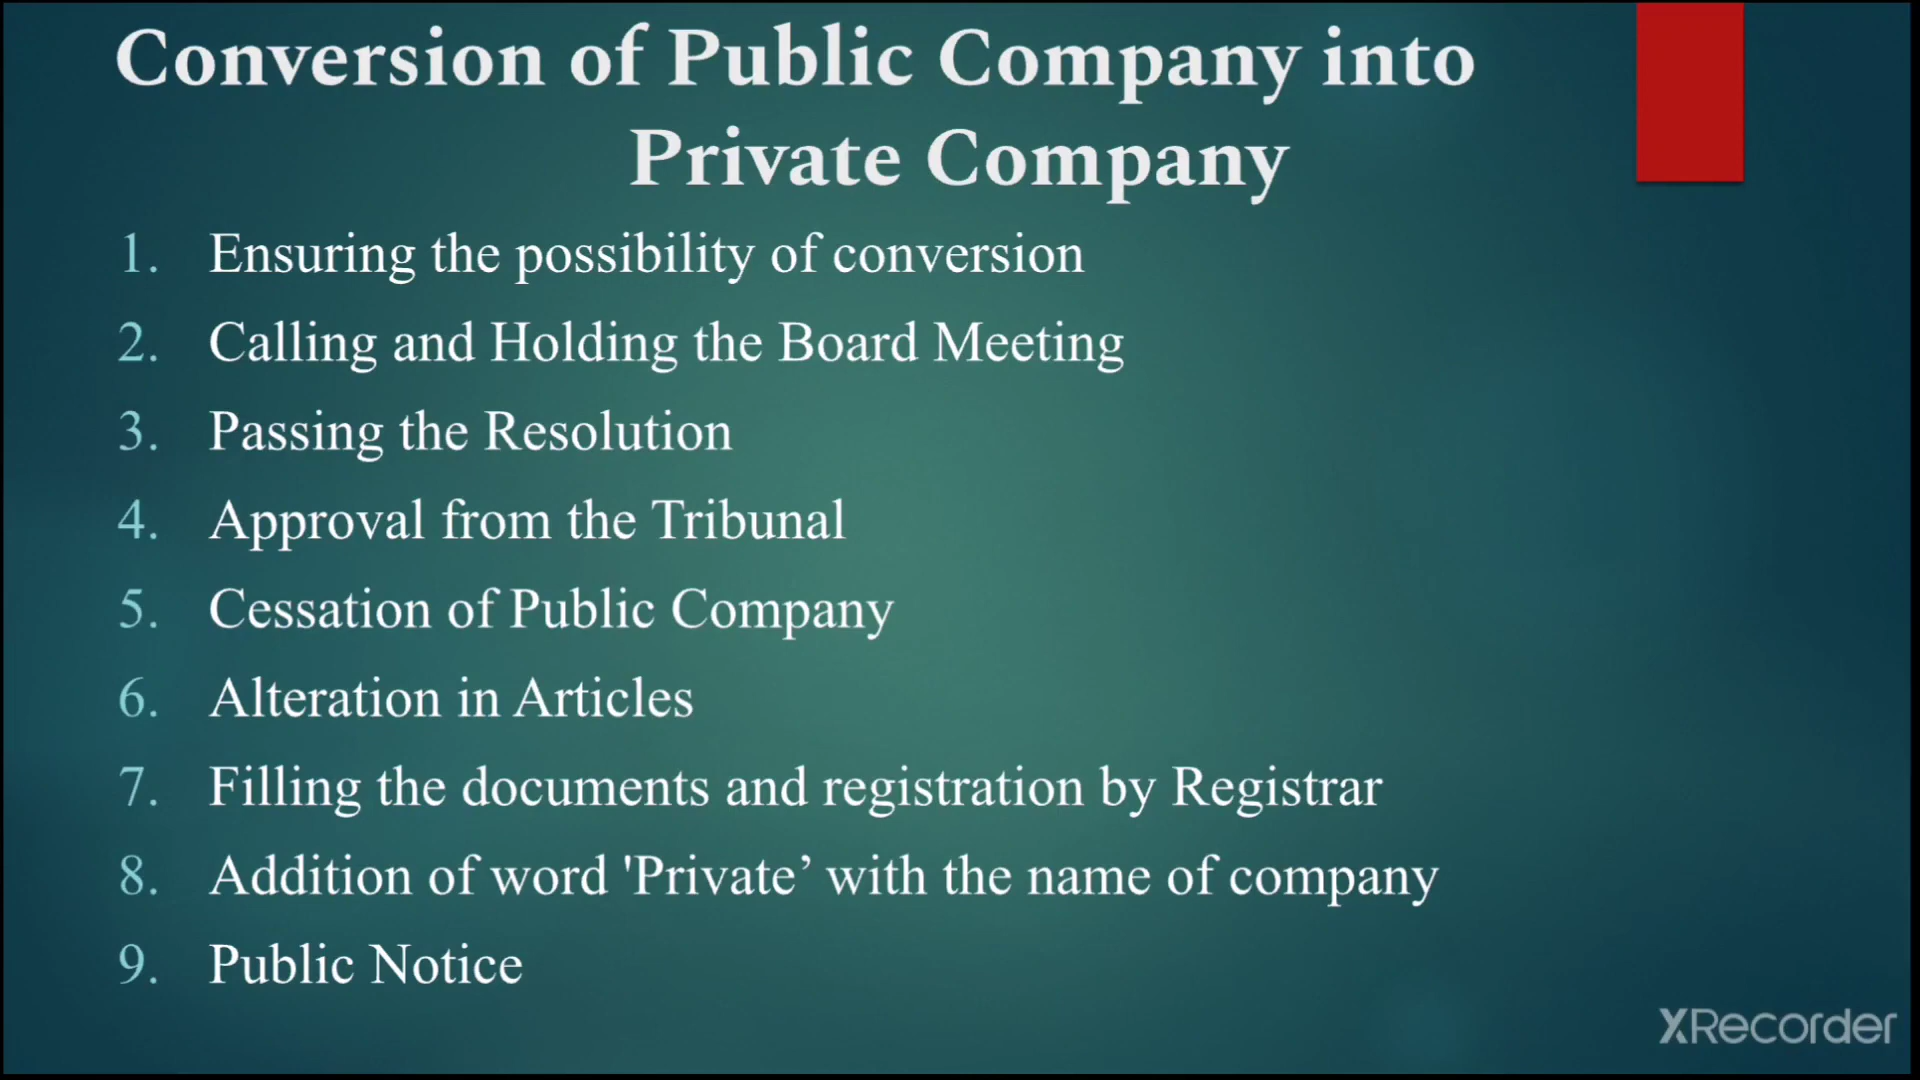 Conversion of Public Company into
Private Company
1. Ensuring the possibility of conversion
2. Calling and Holding the Board Meeting
3. Passing the Resolution
4. Approval from the Tribunal
5. Cessation of Public Company
6. Alteration in Articles
7. Filling the documents and registration by Registrar
8. Addition of word 'Private’ with the name of company
9. Public Notice
XRecorder